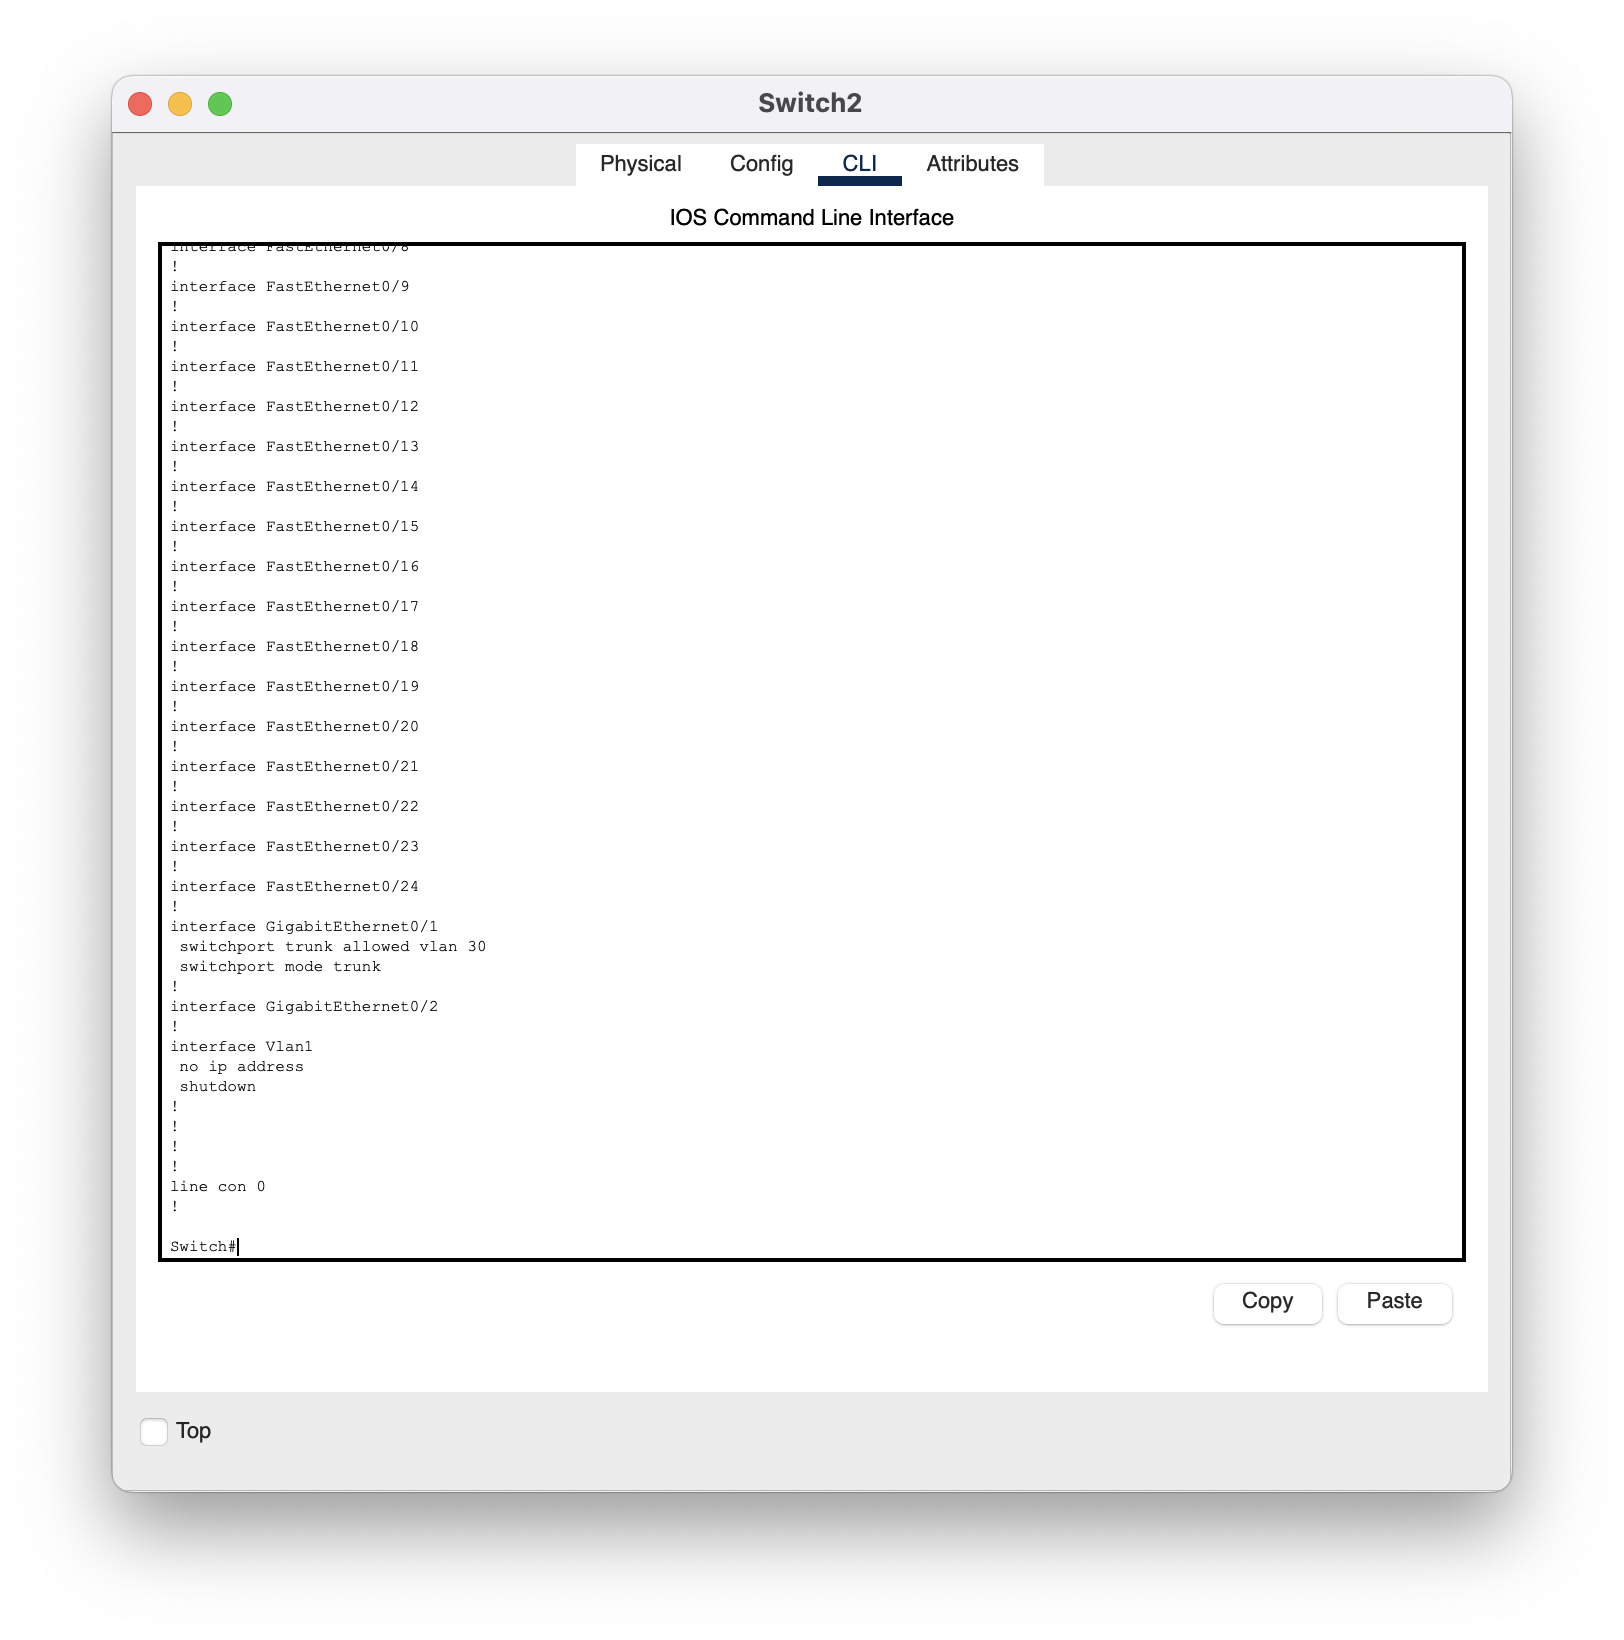 Switch2
Physical Config CLI Attributes
IOS Command Line Interface
interface FastEthernet0/8
!
interface FastEthernet0/9
!
interface FastEthernet0/10
!
interface FastEthernet0/11
!
interface FastEthernet0/12
!
interface FastEthernet0/13
!
interface FastEthernet0/14
!
interface FastEthernet0/15
!
interface FastEthernet0/16
!
interface FastEthernet0/17
!
interface FastEthernet0/18
!
interface FastEthernet0/19
!
interface FastEthernet0/20
!
interface FastEthernet0/21
!
interface FastEthernet0/22
!
interface FastEthernet0/23
!
interface FastEthernet0/24
!
interface GigabitEthernet0/1
 switchport trunk allowed vlan 30
 switchport mode trunk
!
interface GigabitEthernet0/2
!
interface Vlan1
 no ip address
 shutdown
!
!
!
!
line con 0
!
Switch#
Copy Paste
Top